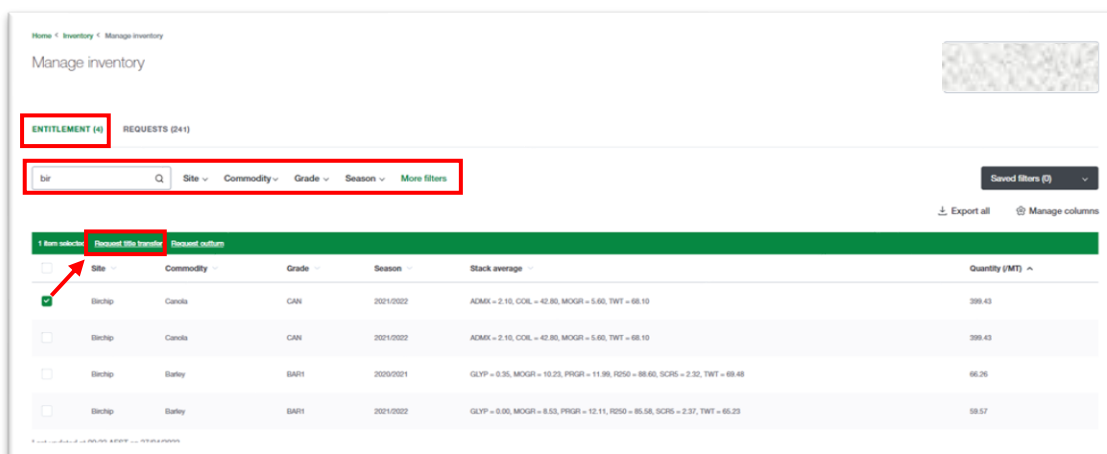 Home < Inventory < Manage inventory
Manage inventory
ENTITLEMENT (4) REQUESTS (241)
bir Site Commodity Grade Season More filters Saved filters (0)
Export all Manage columns
1 item selected Request title transfer Request outturn
Site Commodity Grade Season Stack average Quantity (/MT)
Birchip Canola CAN 2021/2022 ADMX = 2.10, COIL = 42.80, MOGR = 5.60, TWT = 68.10 399.43
Birchip Canola CAN 2021/2022 ADMX = 2.10, COIL = 42.80, MOGR = 5.60, TWT = 68.10 399.43
Birchip Barley BAR1 2020/2021 GLYP = 0.35, MOGR = 10.23, PRGR = 11.99, R250 = 88.60, SCR5 = 2.32, TWT = 69.48 66.26
Birchip Barley BAR1 2021/2022 GLYP = 0.00, MOGR = 8.53, PRGR = 12.11, R250 = 85.58, SCR5 = 2.37, TWT = 65.23 59.57